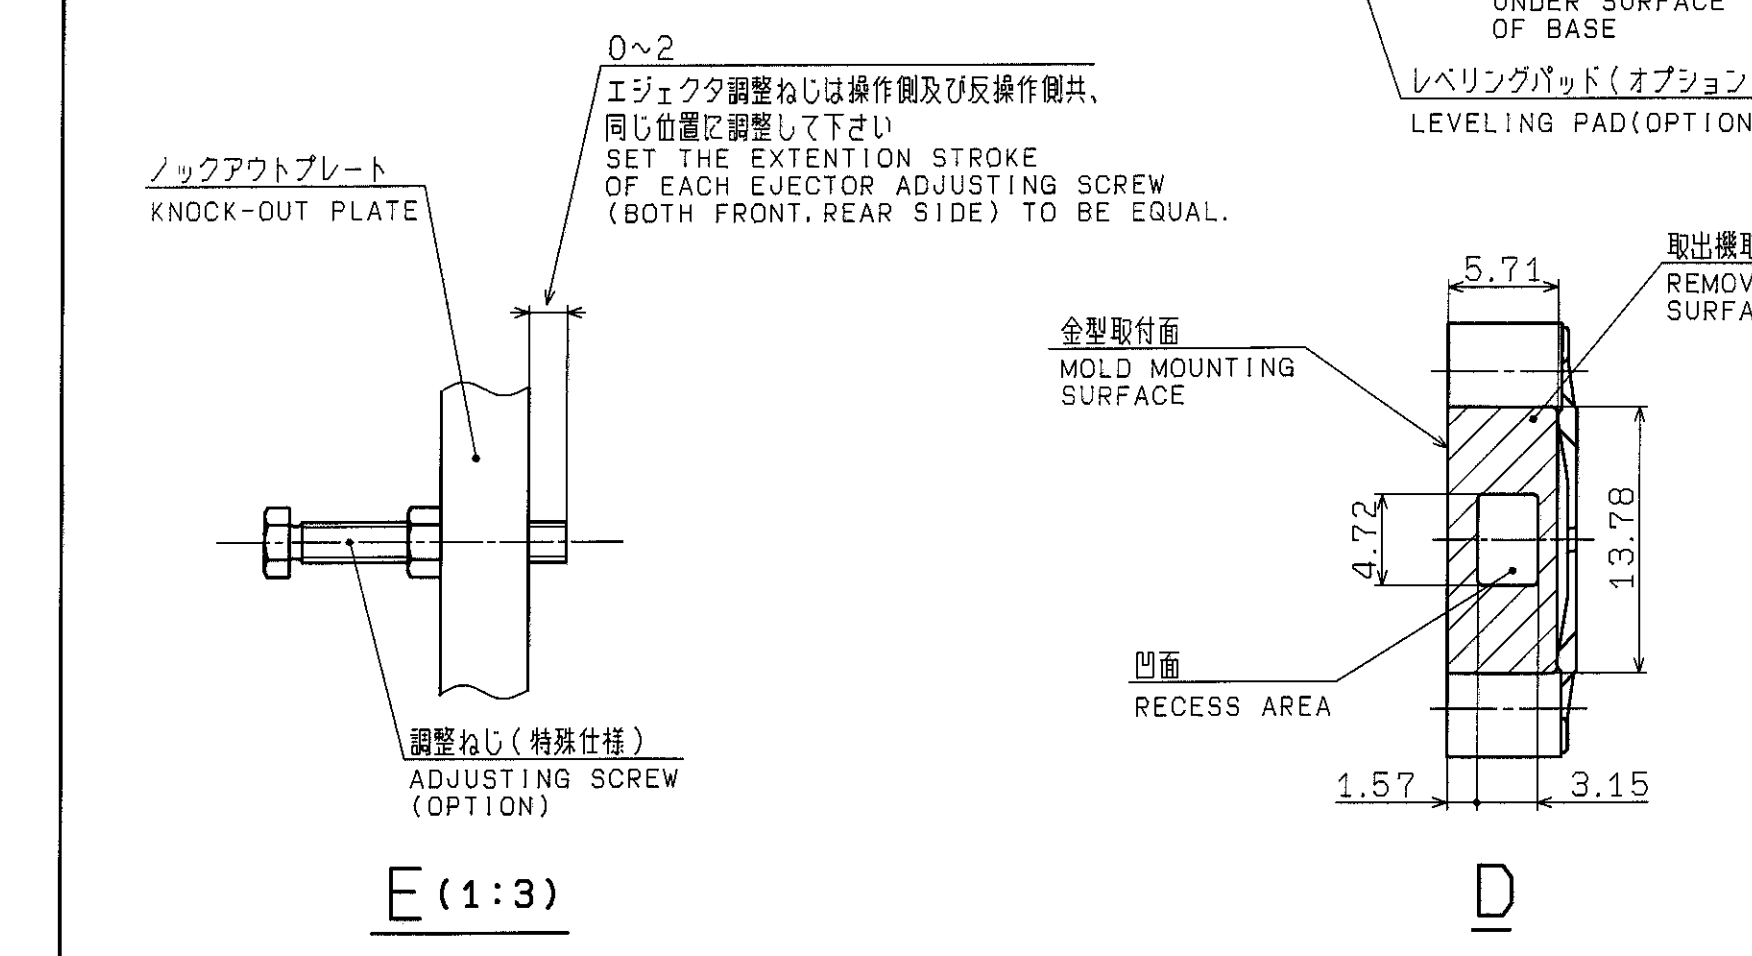 0~2
エジェクタ調整ねじは操作側及び反操作側共、
同じ位置に調整して下さい
SET THE EXTENTION STROKE
OF EACH EJECTOR ADJUSTING SCREW
(BOTH FRONT,REAR SIDE) TO BE EQUAL.
ノックアウトプレート
KNOCK-OUT PLATE
調整ねじ(特殊仕様)
ADJUSTING SCREW
(OPTION)
E(1:3)
UNDER SURFACE
OF BASE
レベリングパッド(オプション
LEVELING PAD(OPTION
取出機取
REMOV
SURFA
5.71
金型取付面
MOLD MOUNTING
SURFACE
4.72
13.78
凹面
RECESS AREA
1.57
3.15
D